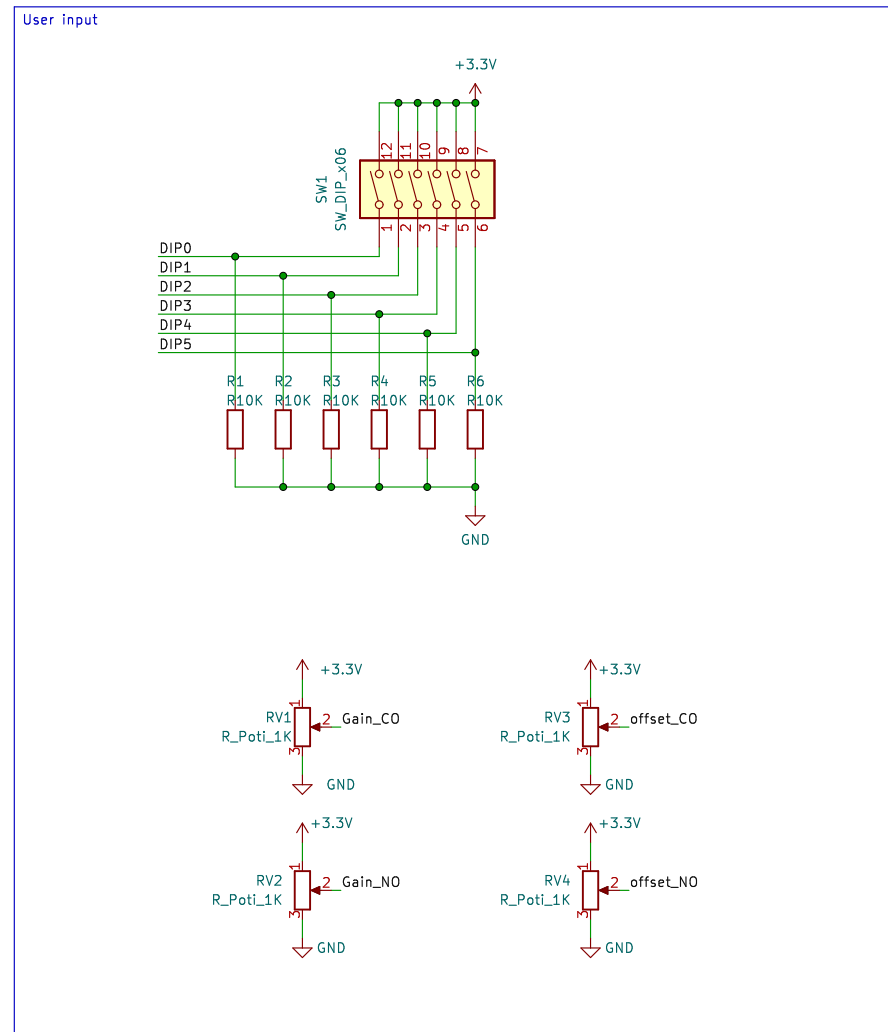 User input
+3.3V
SW1
SW_DIP_x06
12
11
10
9
8
7
1
2
3
4
5
6
DIP0
DIP1
DIP2
DIP3
DIP4
DIP5
R1 R2 R3 R4 R5 R6
R10K R10K R10K R10K R10K R10K
GND
+3.3V
1
RV1
R_Poti_1K
2
Gain_CO
3
GND
+3.3V
1
RV3
R_Poti_1K
2
offset_CO
3
GND
+3.3V
1
RV2
R_Poti_1K
2
Gain_NO
3
GND
+3.3V
1
RV4
R_Poti_1K
2
offset_NO
3
GND